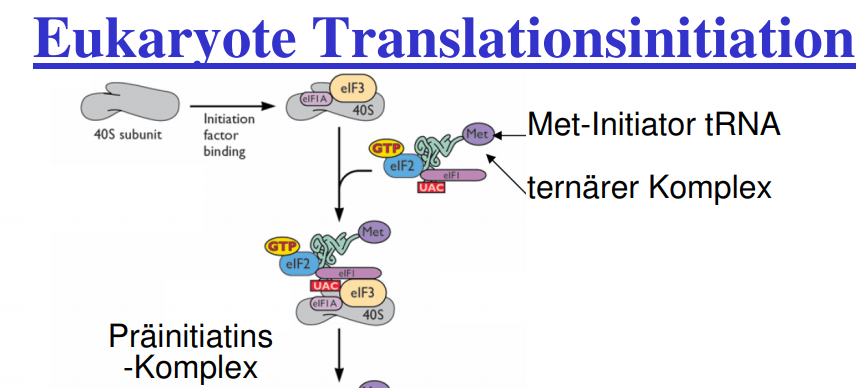 Eukaryote Translationsinitiation
eIF3
eIF1A
40S
40S subunit
Initiation
factor
binding
Met
Met-Initiator tRNA
GTP
eIF2
eIF1
UAC
ternärer Komplex
Met
GTP
eIF2
eIF1
UAC
eIF3
eIF1A
40S
Präinitiatins
-Komplex